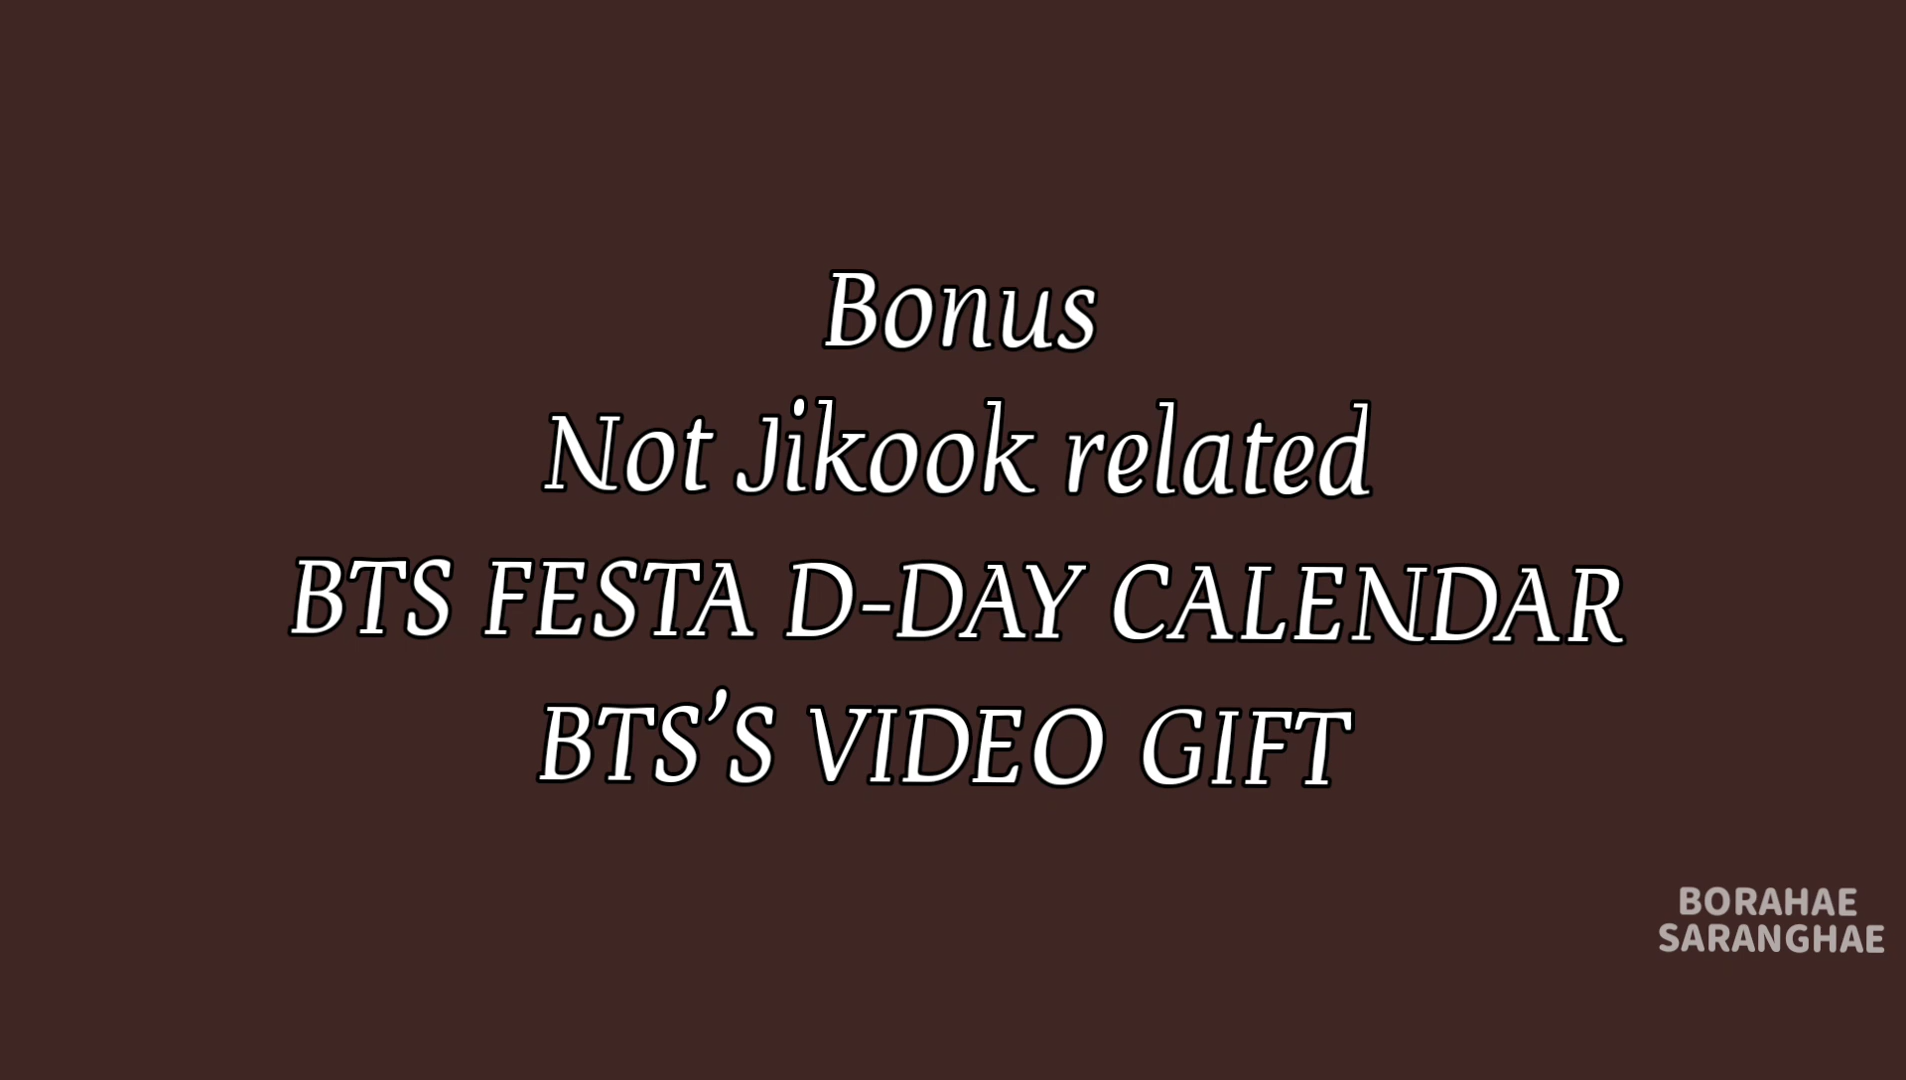 Bonus
Not Jikook related
BTS FESTA D-DAY CALENDAR
BTS’S VIDEO GIFT
BORAHAE
SARANGHAE